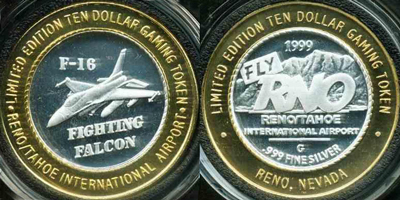 LIMITED EDITION TEN DOLLAR GAMING TOKEN
F-16
FIGHTING
FALCON
RENO/TAHOE INTERNATIONAL AIRPORT
LIMITED EDITION TEN DOLLAR GAMING TOKEN
1999
FLY
RNO
RENO/TAHOE
INTERNATIONAL AIRPORT
G
.999 FINE SILVER
RENO, NEVADA